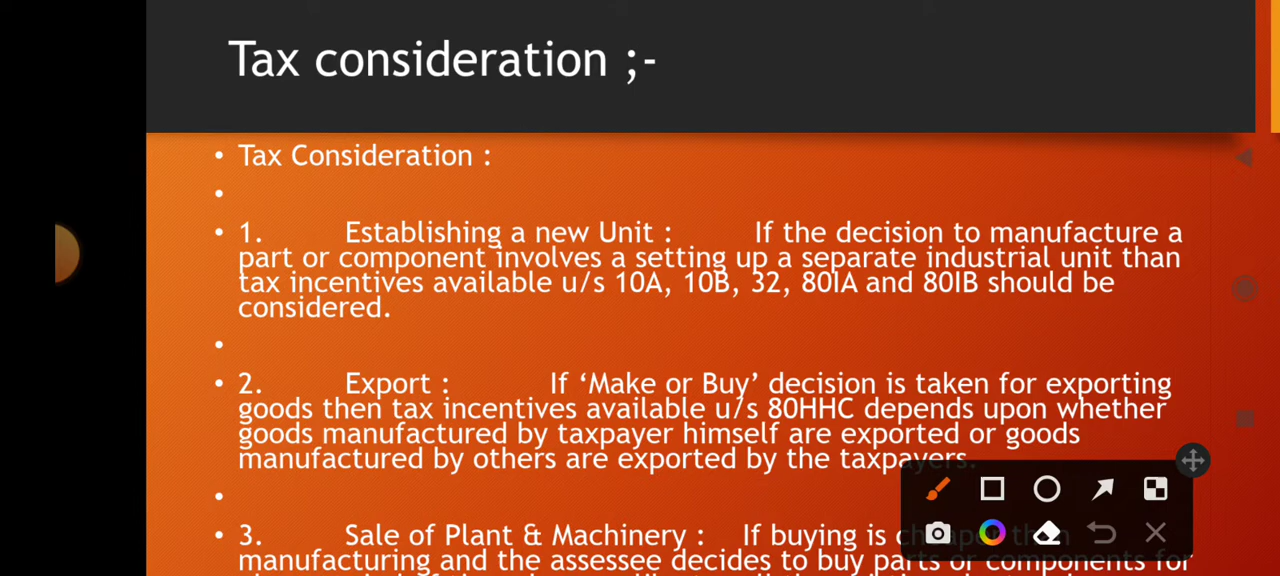 Tax consideration ;-
• Tax Consideration :
•
• 1. Establishing a new Unit : If the decision to manufacture a
part or component involves a setting up a separate industrial unit than
tax incentives available u/s 10A, 10B, 32, 80IA and 80IB should be
considered.
•
• 2. Export : If ‘Make or Buy’ decision is taken for exporting
goods then tax incentives available u/s 80HHC depends upon whether
goods manufactured by taxpayer himself are exported or goods
manufactured by others are exported by the taxpayers.
•
• 3. Sale of Plant & Machinery : If buying is cheaper than
manufacturing and the assessee decides to buy parts or components for